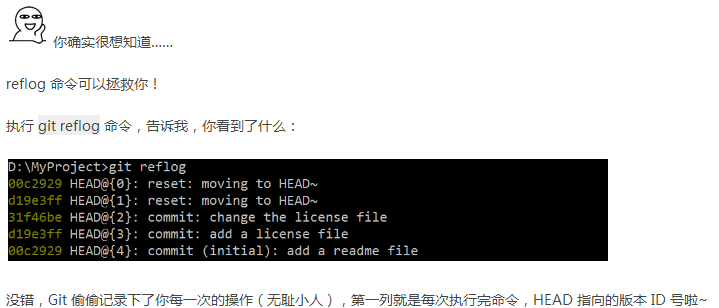 你确实很想知道……
reflog 命令可以拯救你！
执行 git reflog 命令，告诉我，你看到了什么：
D:\MyProject>git reflog
00c2929 HEAD@{0}: reset: moving to HEAD~
d19e3ff HEAD@{1}: reset: moving to HEAD~
31f46be HEAD@{2}: commit: change the license file
d19e3ff HEAD@{3}: commit: add a license file
00c2929 HEAD@{4}: commit (initial): add a readme file
没错，Git 偷偷记录下了你每一次的操作（无耻小人），第一列就是每次执行完命令，HEAD 指向的版本 ID 号啦~